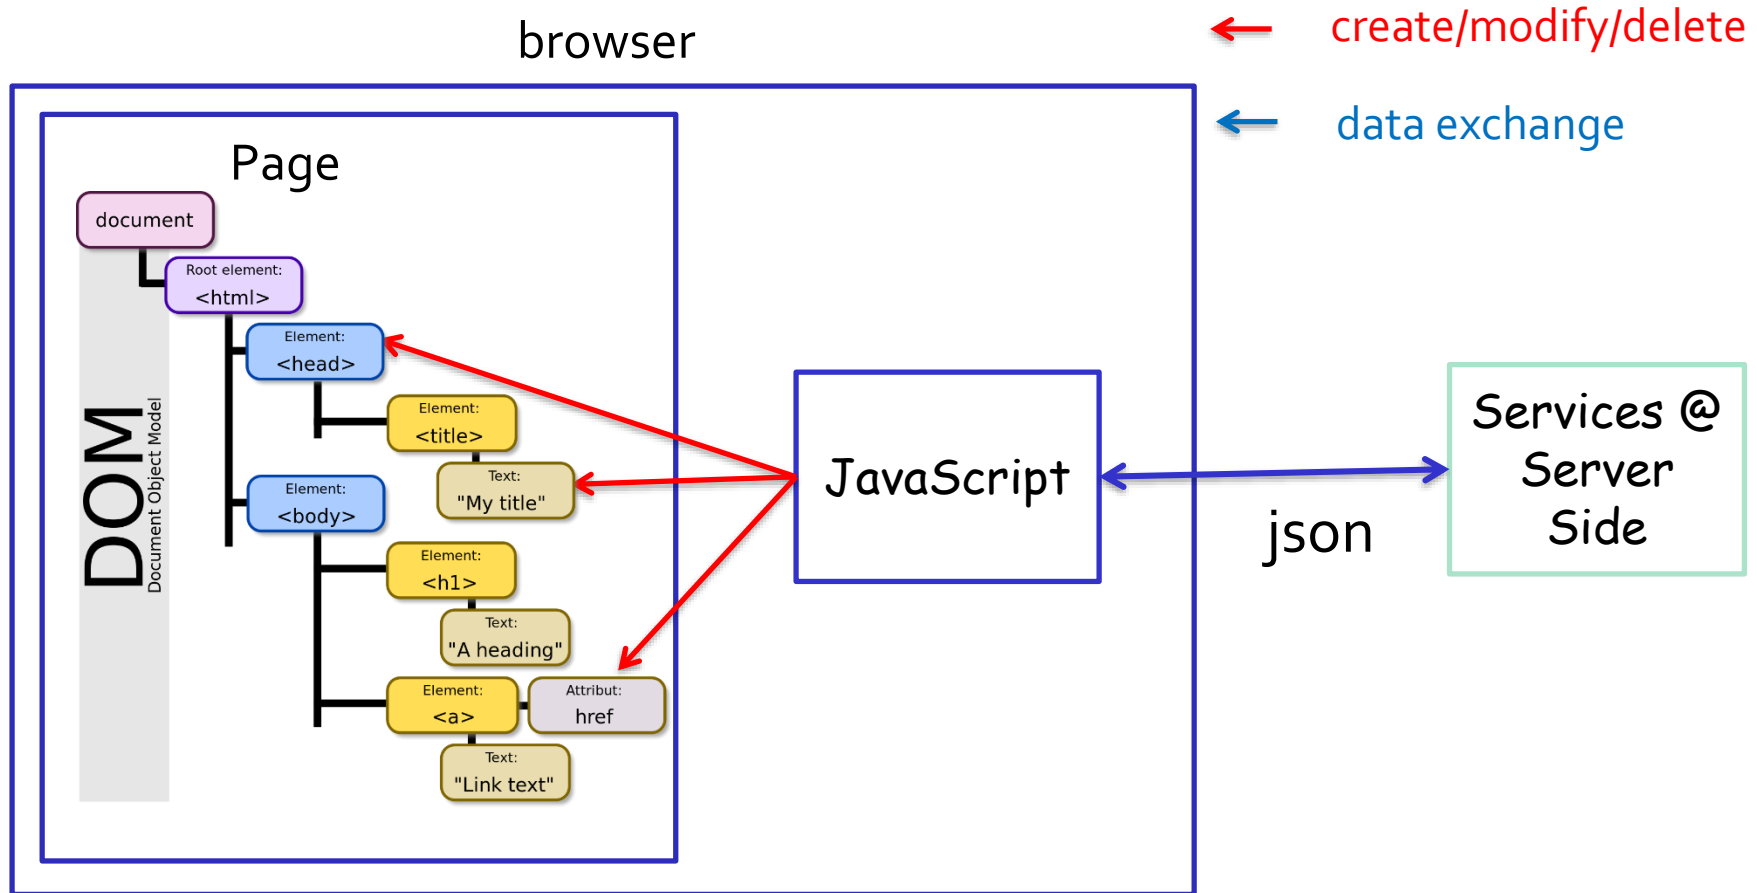 browser
create/modify/delete
data exchange
Page
document
Root element:
<html>
Element:
<head>
Element:
<title>
Text:
"My title"
Element:
<body>
Element:
<h1>
Text:
"A heading"
Element:
<a>
Attribut:
href
Text:
"Link text"
DOM
Document Object Model
JavaScript
json
Services @
Server
Side